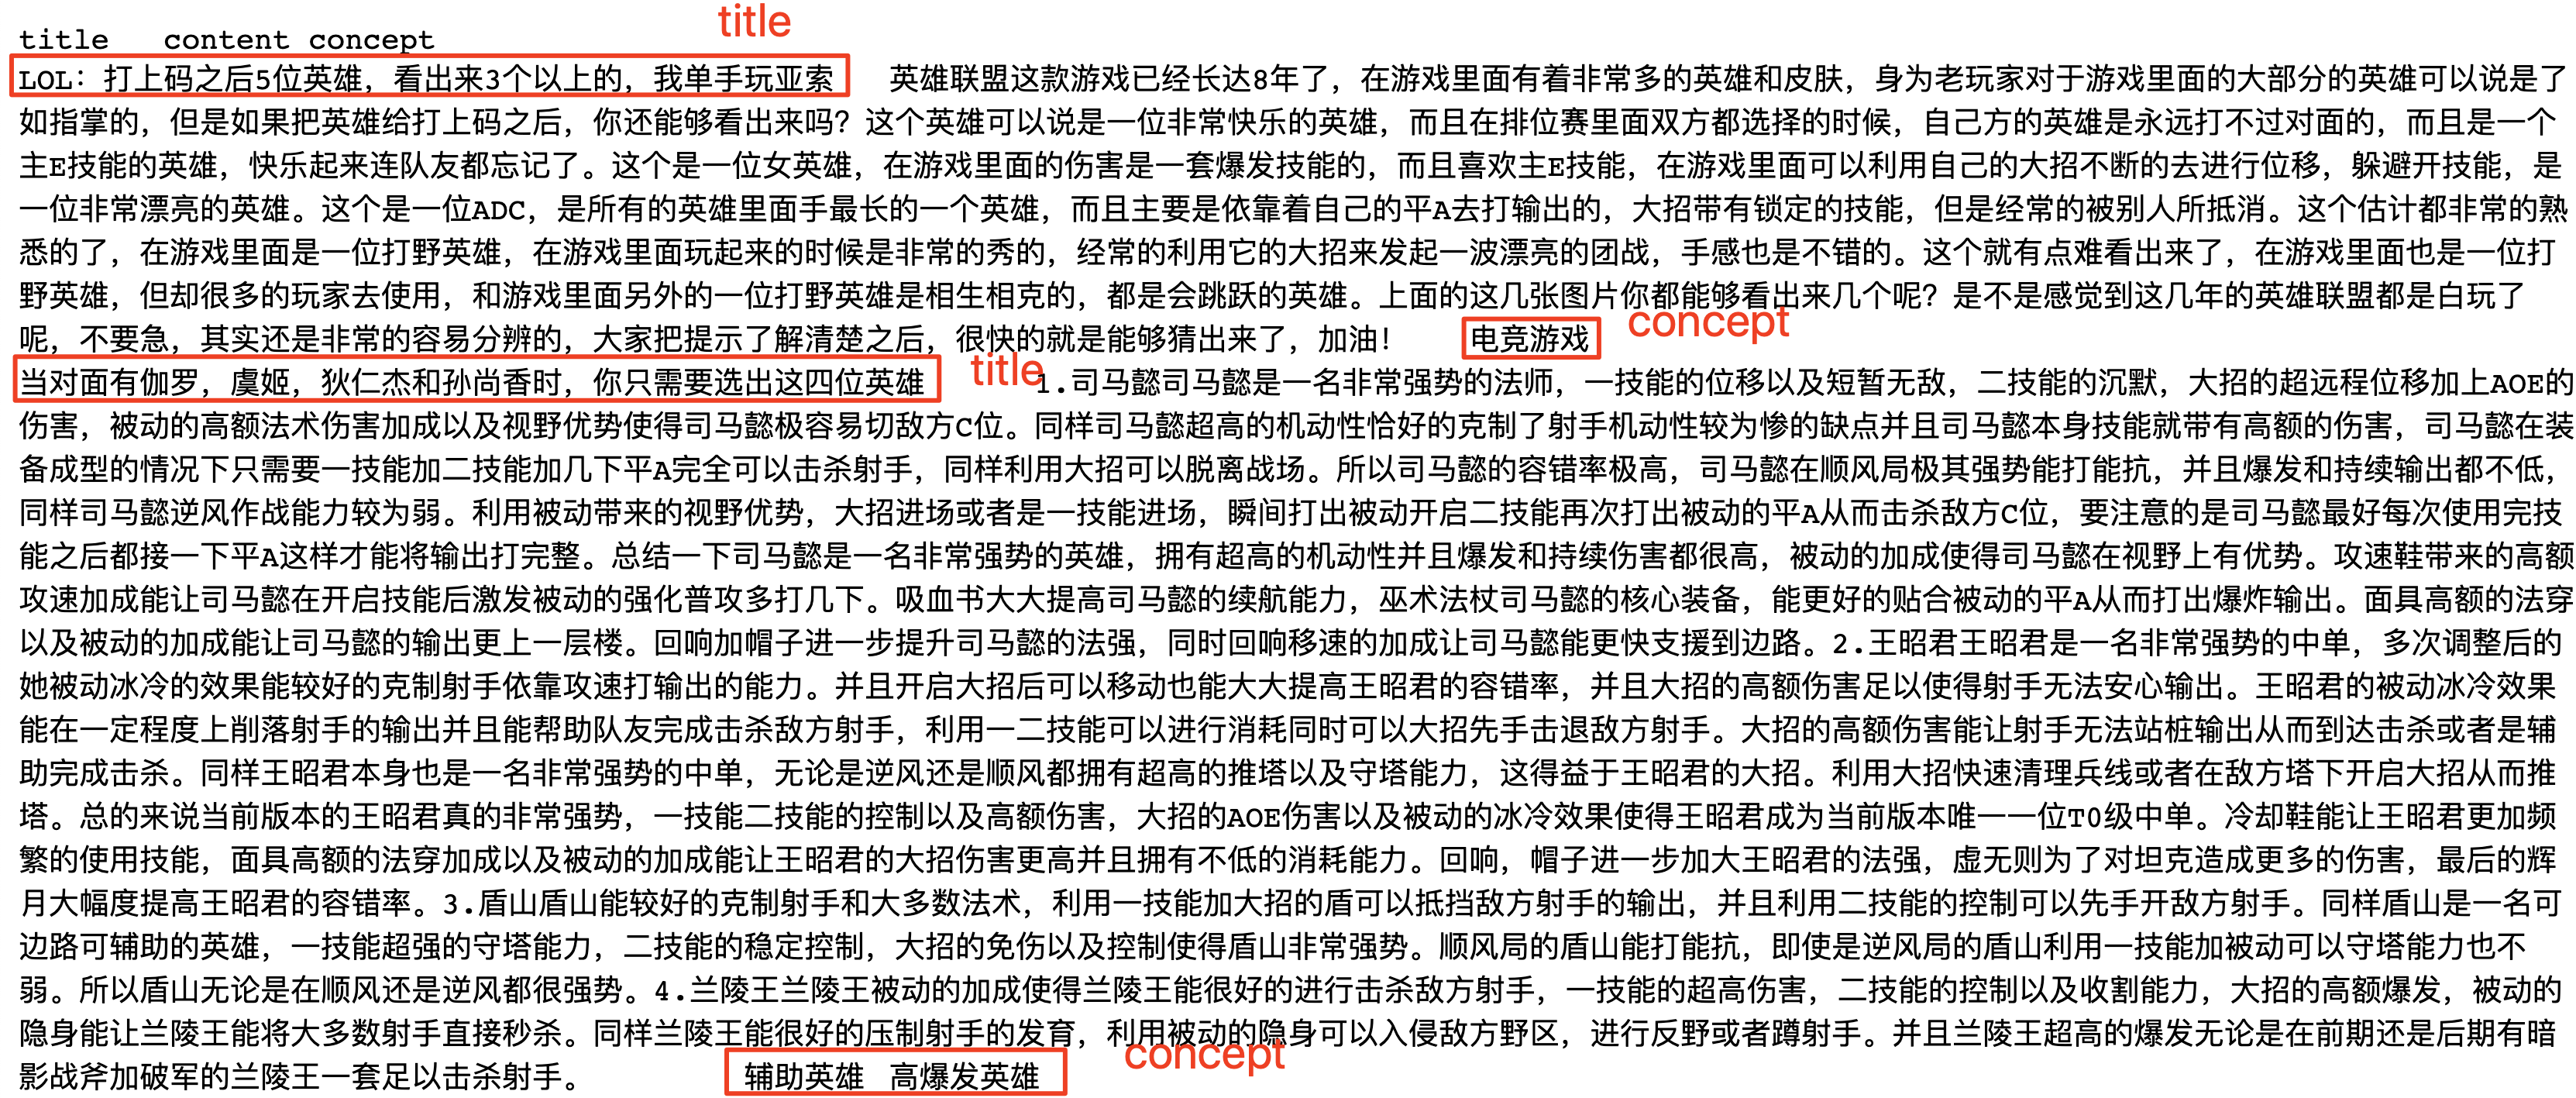 title
title content concept
LOL：打上码之后5位英雄，看出来3个以上的，我单手玩亚索 英雄联盟这款游戏已经长达8年了，在游戏里面有着非常多的英雄和皮肤，身为老玩家对于游戏里面的大部分的英雄可以说是了
如指掌的，但是如果把英雄给打上码之后，你还能够看出来吗？这个英雄可以说是一位非常快乐的英雄，而且在排位赛里面双方都选择的时候，自己方的英雄是永远打不过对面的，而且是一个
主E技能的英雄，快乐起来连队友都忘记了。这个是一位女英雄，在游戏里面的伤害是一套爆发技能的，而且喜欢主E技能，在游戏里面可以利用自己的大招不断的去进行位移，躲避开技能，是
一位非常漂亮的英雄。这个是一位ADC，是所有的英雄里面手最长的一个英雄，而且主要是依靠着自己的平A去打输出的，大招带有锁定的技能，但是经常的被别人所抵消。这个估计都非常的熟
悉的了，在游戏里面是一位打野英雄，在游戏里面玩起来的时候是非常的秀的，经常的利用它的大招来发起一波漂亮的团战，手感也是不错的。这个就有点难看出来了，在游戏里面也是一位打
野英雄，但却很多的玩家去使用，和游戏里面另外的一位打野英雄是相生相克的，都是会跳跃的英雄。上面的这几张图片你都能够看出来几个呢？是不是感觉到这几年的英雄联盟都是白玩了
呢，不要急，其实还是非常的容易分辨的，大家把提示了解清楚之后，很快的就是能够猜出来了，加油！ 电竞游戏 concept
当对面有伽罗，虞姬，狄仁杰和孙尚香时，你只需要选出这四位英雄 title 1.司马懿司马懿是一名非常强势的法师，一技能的位移以及短暂无敌，二技能的沉默，大招的超远程位移加上AOE的
伤害，被动的高额法术伤害加成以及视野优势使得司马懿极容易切敌方C位。同样司马懿超高的机动性恰好的克制了射手机动性较为惨的缺点并且司马懿本身技能就带有高额的伤害，司马懿在装
备成型的情况下只需要一技能加二技能加几下平A完全可以击杀射手，同样利用大招可以脱离战场。所以司马懿的容错率极高，司马懿在顺风局极其强势能打能抗，并且爆发和持续输出都不低，
同样司马懿逆风作战能力较为弱。利用被动带来的视野优势，大招进场或者是一技能进场，瞬间打出被动开启二技能再次打出被动的平A从而击杀敌方C位，要注意的是司马懿最好每次使用完技
能之后都接一下平A这样才能将输出打完整。总结一下司马懿是一名非常强势的英雄，拥有超高的机动性并且爆发和持续伤害都很高，被动的加成使得司马懿在视野上有优势。攻速鞋带来的高额
攻速加成能让司马懿在开启技能后激发被动的强化普攻多打几下。吸血书大大提高司马懿的续航能力，巫术法杖司马懿的核心装备，能更好的贴合被动的平A从而打出爆炸输出。面具高额的法穿
以及被动的加成能让司马懿的输出更上一层楼。回响加帽子进一步提升司马懿的法强，同时回响移速的加成让司马懿能更快支援到边路。2.王昭君王昭君是一名非常强势的中单，多次调整后的
她被动冰冷的效果能较好的克制射手依靠攻速打输出的能力。并且开启大招后可以移动也能大大提高王昭君的容错率，并且大招的高额伤害足以使得射手无法安心输出。王昭君的被动冰冷效果
能在一定程度上削落射手的输出并且能帮助队友完成击杀敌方射手，利用一二技能可以进行消耗同时可以大招先手击退敌方射手。大招的高额伤害能让射手无法站桩输出从而到达击杀或者是辅
助完成击杀。同样王昭君本身也是一名非常强势的中单，无论是逆风还是顺风都拥有超高的推塔以及守塔能力，这得益于王昭君的大招。利用大招快速清理兵线或者在敌方塔下开启大招从而推
塔。总的来说当前版本的王昭君真的非常强势，一技能二技能的控制以及高额伤害，大招的AOE伤害以及被动的冰冷效果使得王昭君成为当前版本唯一一位T0级中单。冷却鞋能让王昭君更加频
繁的使用技能，面具高额的法穿加成以及被动的加成能让王昭君的大招伤害更高并且拥有不低的消耗能力。回响，帽子进一步加大王昭君的法强，虚无则为了对坦克造成更多的伤害，最后的辉
月大幅度提高王昭君的容错率。3.盾山盾山能较好的克制射手和大多数法术，利用一技能加大招的盾可以抵挡敌方射手的输出，并且利用二技能的控制可以先手开敌方射手。同样盾山是一名可
边路可辅助的英雄，一技能超强的守塔能力，二技能的稳定控制，大招的免伤以及控制使得盾山非常强势。顺风局的盾山能打能抗，即使是逆风局的盾山利用一技能加被动可以守塔能力也不
弱。所以盾山无论是在顺风还是逆风都很强势。4.兰陵王兰陵王被动的加成使得兰陵王能很好的进行击杀敌方射手，一技能的超高伤害，二技能的控制以及收割能力，大招的高额爆发，被动的
隐身能让兰陵王能将大多数射手直接秒杀。同样兰陵王能很好的压制射手的发育，利用被动的隐身可以入侵敌方野区，进行反野或者蹲射手。并且兰陵王超高的爆发无论是在前期还是后期有暗
影战斧加破军的兰陵王一套足以击杀射手。 辅助英雄 高爆发英雄 concept